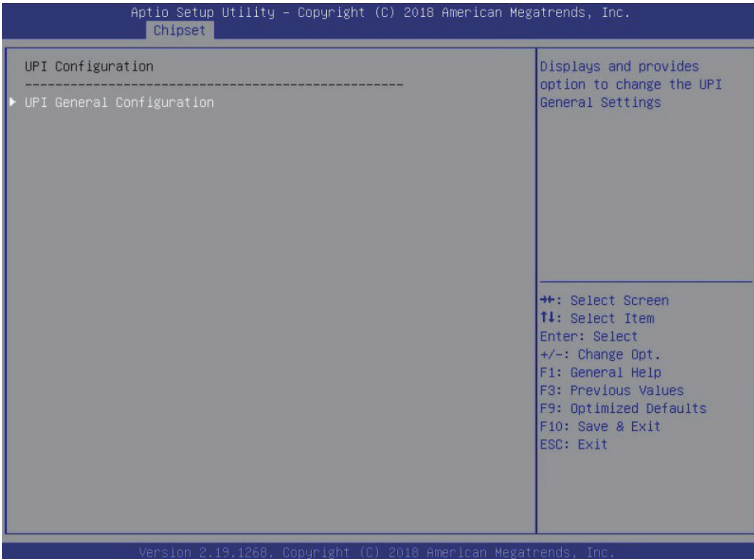 Aptio Setup Utility – Copyright (C) 2018 American Megatrends, Inc.
Chipset
UPI Configuration
--------------------------------------------------
▶ UPI General Configuration
Displays and provides
option to change the UPI
General Settings
→←: Select Screen
↑↓: Select Item
Enter: Select
+/-: Change Opt.
F1: General Help
F3: Previous Values
F9: Optimized Defaults
F10: Save & Exit
ESC: Exit
Version 2.19.1268. Copyright (C) 2018 American Megatrends, Inc.